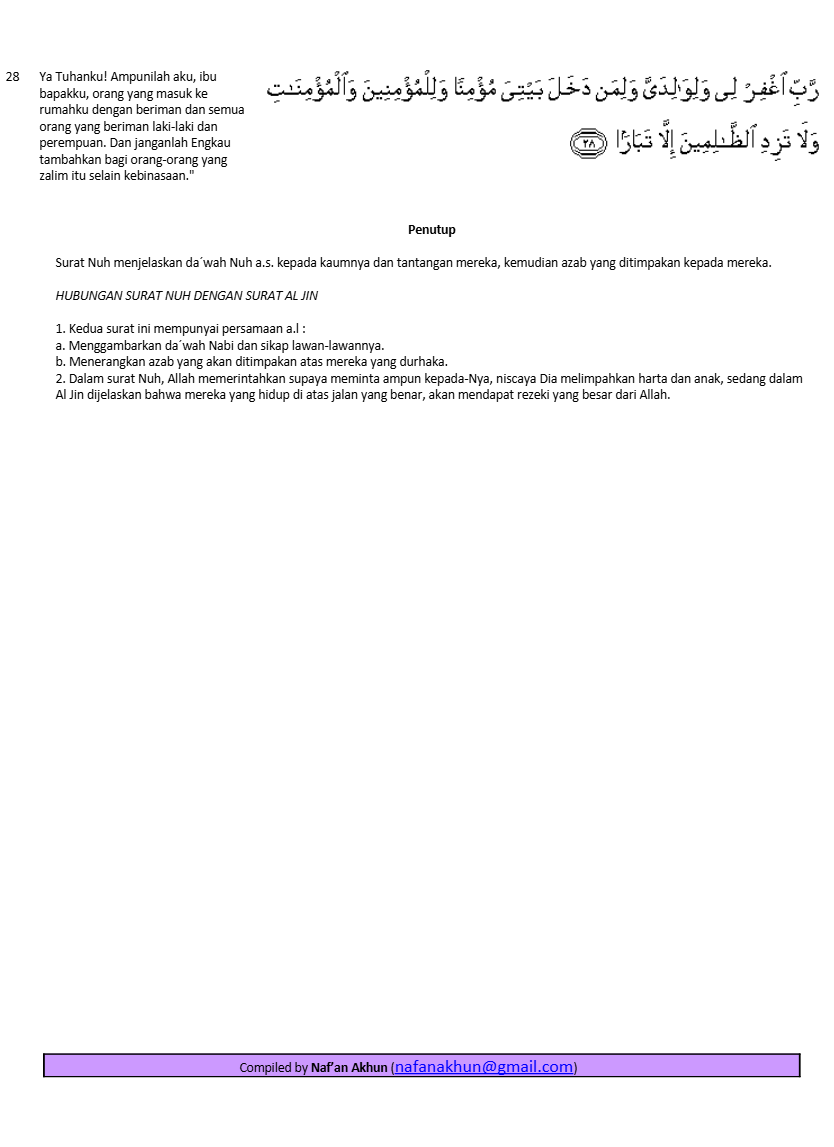 28 Ya Tuhanku! Ampunilah aku, ibu
bapakku, orang yang masuk ke
rumahku dengan beriman dan semua
orang yang beriman laki-laki dan
perempuan. Dan janganlah Engkau
tambahkan bagi orang-orang yang
zalim itu selain kebinasaan."
رَّبِّ ٱغْفِرْ لِى وَلِوَٰلِدَىَّ وَلِمَن دَخَلَ بَيْتِىَ مُؤْمِنًا وَلِلْمُؤْمِنِينَ وَٱلْمُؤْمِنَـٰتِ
وَلَا تَزِدِ ٱلظَّـٰلِمِينَ إِلَّا تَبَارًۢا ٢٨
Penutup
Surat Nuh menjelaskan da´wah Nuh a.s. kepada kaumnya dan tantangan mereka, kemudian azab yang ditimpakan kepada mereka.
HUBUNGAN SURAT NUH DENGAN SURAT AL JIN
1. Kedua surat ini mempunyai persamaan a.l :
a. Menggambarkan da´wah Nabi dan sikap lawan-lawannya.
b. Menerangkan azab yang akan ditimpakan atas mereka yang durhaka.
2. Dalam surat Nuh, Allah memerintahkan supaya meminta ampun kepada-Nya, niscaya Dia melimpahkan harta dan anak, sedang dalam
Al Jin dijelaskan bahwa mereka yang hidup di atas jalan yang benar, akan mendapat rezeki yang besar dari Allah.
Compiled by Naf’an Akhun (nafanakhun@gmail.com)